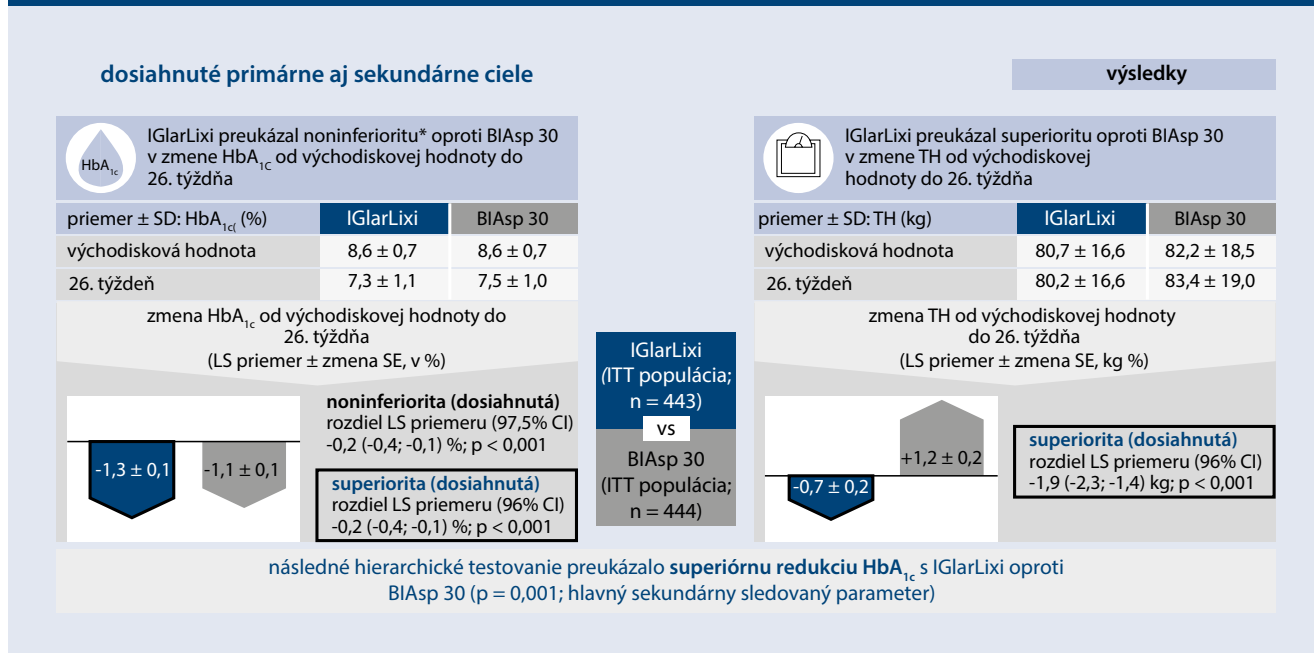 dosiahnuté primárne aj sekundárne ciele
výsledky
HbA1c
IGlarLixi preukázal noninferioritu* oproti BIAsp 30
v zmene HbA1C od východiskovej hodnoty do
26. týždňa
priemer ± SD: HbA1c( (%)
IGlarLixi
BIAsp 30
východisková hodnota
8,6 ± 0,7
8,6 ± 0,7
26. týždeň
7,3 ± 1,1
7,5 ± 1,0
zmena HbA1c od východiskovej hodnoty do
26. týždňa
(LS priemer ± zmena SE, v %)
-1,3 ± 0,1
-1,1 ± 0,1
noninferiorita (dosiahnutá)
rozdiel LS priemeru (97,5% CI)
-0,2 (-0,4; -0,1) %; p < 0,001
superiorita (dosiahnutá)
rozdiel LS priemeru (96% CI)
-0,2 (-0,4; -0,1) %; p < 0,001
IGlarLixi
(ITT populácia;
n = 443)
vs
BIAsp 30
(ITT populácia;
n = 444)
IGlarLixi preukázal superioritu oproti BIAsp 30
v zmene TH od východiskovej
hodnoty do 26. týždňa
priemer ± SD: TH (kg)
IGlarLixi
BIAsp 30
východisková hodnota
80,7 ± 16,6
82,2 ± 18,5
26. týždeň
80,2 ± 16,6
83,4 ± 19,0
zmena TH od východiskovej hodnoty
do 26. týždňa
(LS priemer ± zmena SE, kg %)
-0,7 ± 0,2
+1,2 ± 0,2
superiorita (dosiahnutá)
rozdiel LS priemeru (96% CI)
-1,9 (-2,3; -1,4) kg; p < 0,001
následné hierarchické testovanie preukázalo superiórnu redukciu HbA1c s IGlarLixi oproti
BIAsp 30 (p = 0,001; hlavný sekundárny sledovaný parameter)